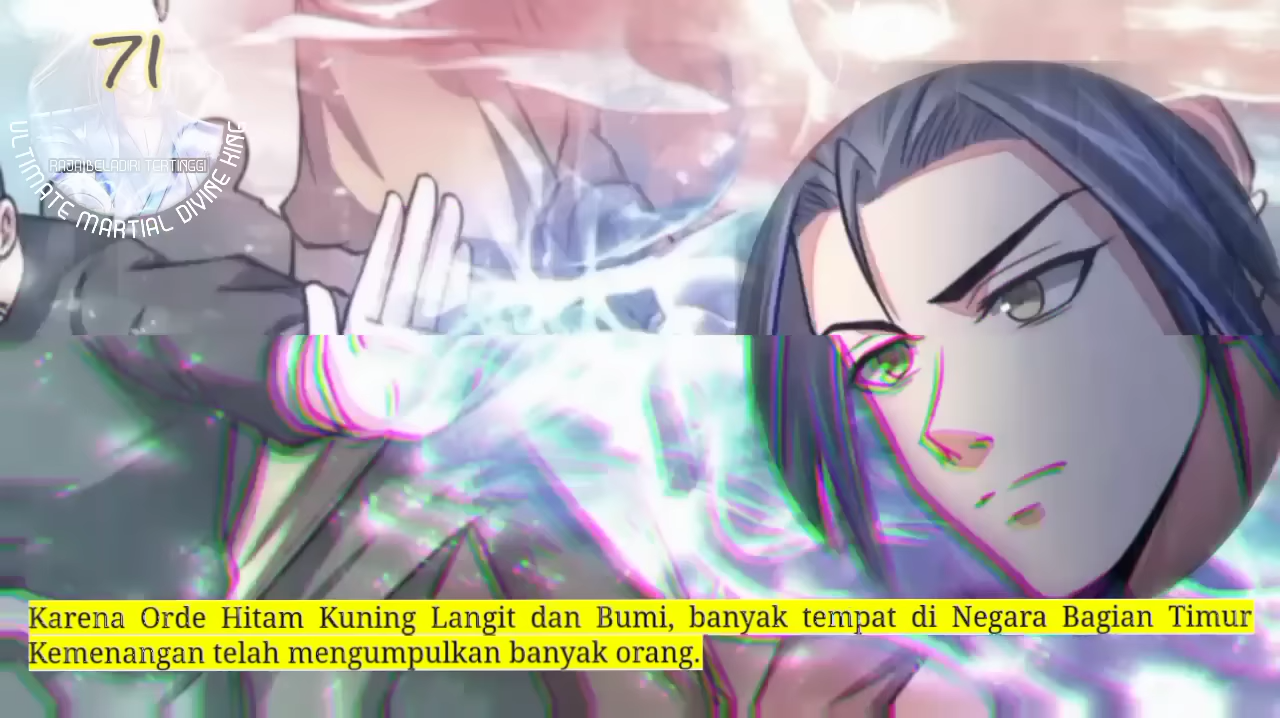 71
RAJA BELADIRI TERTINGGI
ULTIMATE MARTIAL DIVINE KING
Karena Orde Hitam Kuning Langit dan Bumi, banyak tempat di Negara Bagian Timur
Kemenangan telah mengumpulkan banyak orang.